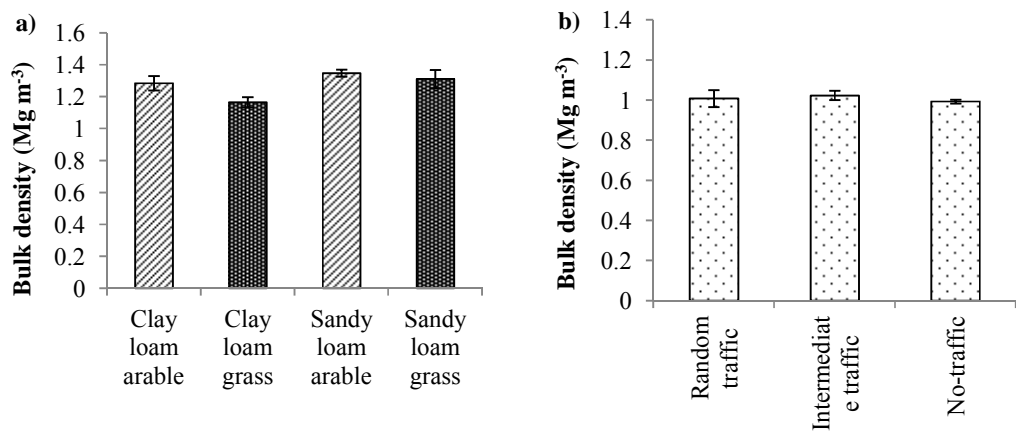 a)
Bulk density (Mg m-3)
1.6
1.4
1.2
1
0.8
0.6
0.4
0.2
0
Clay
loam
arable
Clay
loam
grass
Sandy
loam
arable
Sandy
loam
grass
b)
Bulk density (Mg m-3)
1.4
1.2
1
0.8
0.6
0.4
0.2
0
Random
traffic
Intermediat
e traffic
No-traffic